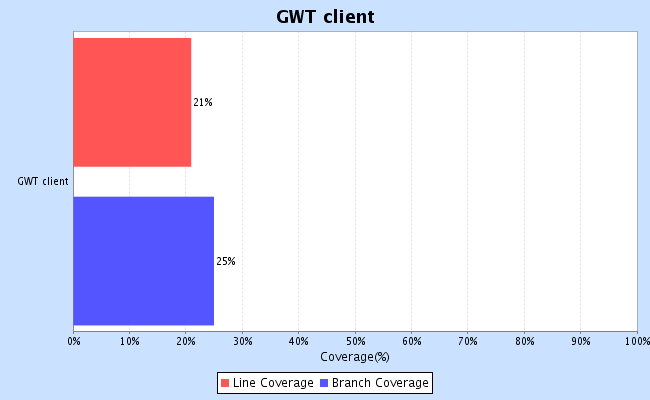 GWT client
21%
GWT client
25%
0% 10% 20% 30% 40% 50% 60% 70% 80% 90% 100%
Coverage(%)
Line Coverage Branch Coverage